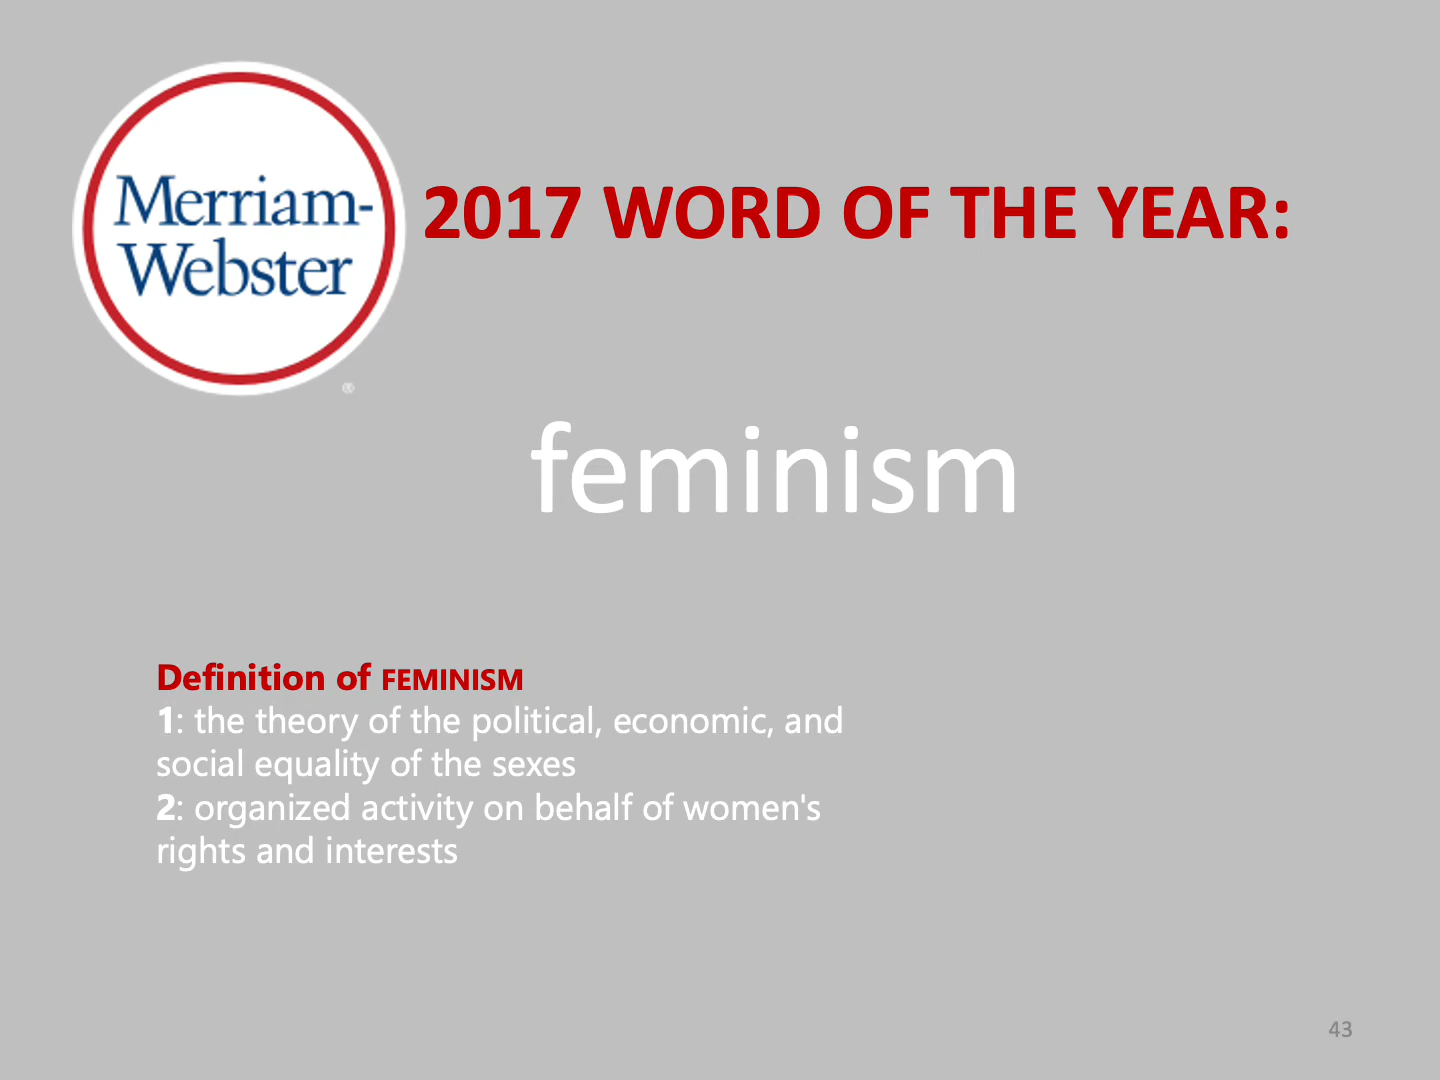 Merriam-
Webster
®
2017 WORD OF THE YEAR:
feminism
Definition of FEMINISM
1: the theory of the political, economic, and
social equality of the sexes
2: organized activity on behalf of women's
rights and interests
43